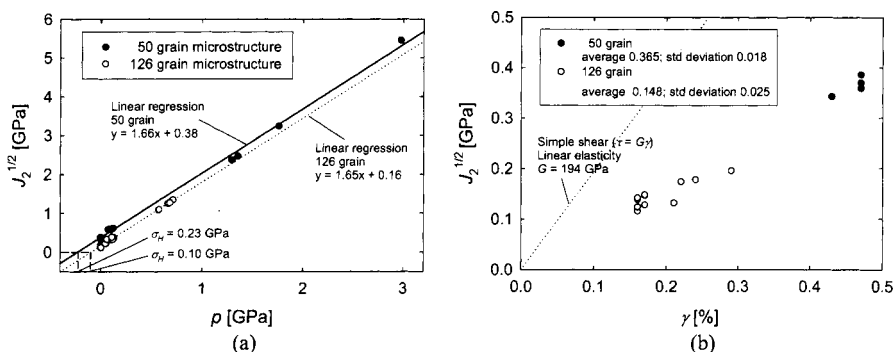 6
5
4
3
2
1
0
0
1
2
3
J₂^1/2 [GPa]
50 grain microstructure
126 grain microstructure
Linear regression
50 grain
y = 1.66x + 0.38
Linear regression
126 grain
y = 1.65x + 0.16
σH = 0.23 GPa
σH = 0.10 GPa
p [GPa]
(a)
0.5
0.4
0.3
0.2
0.1
0.0
0.0
0.1
0.2
0.3
0.4
0.5
J₂^1/2 [GPa]
50 grain
average 0.365; std deviation 0.018
126 grain
average 0.148; std deviation 0.025
Simple shear (τ = Gγ)
Linear elasticity
G = 194 GPa
γ [%]
(b)